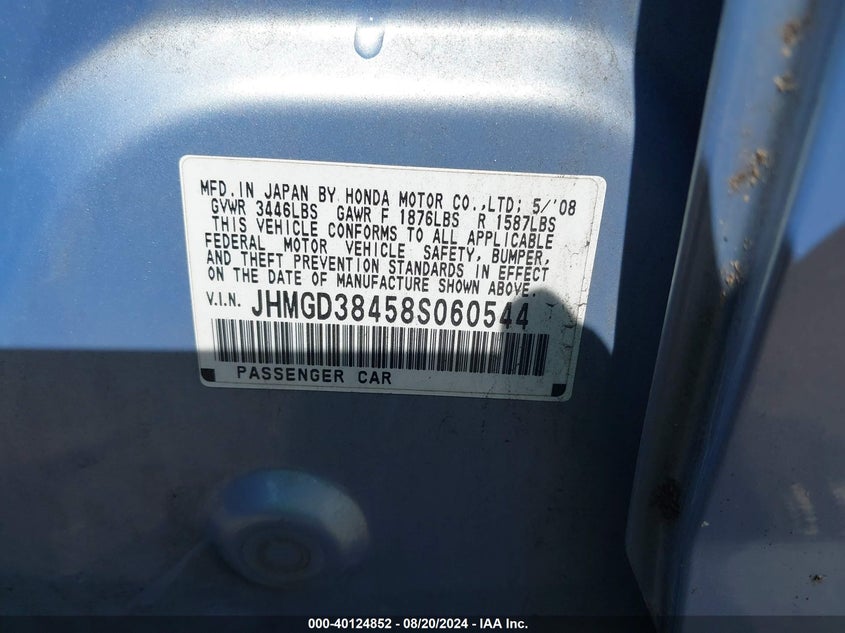 MFD. IN JAPAN BY HONDA MOTOR CO.,LTD; 5/'08
GVWR 3446LBS GAWR F 1876LBS R 1587LBS
THIS VEHICLE CONFORMS TO ALL APPLICABLE
FEDERAL MOTOR VEHICLE SAFETY, BUMPER,
AND THEFT PREVENTION STANDARDS IN EFFECT
ON THE DATE OF MANUFACTURE SHOWN ABOVE.
V.I.N. JHMGD38458S060544
PASSENGER CAR
000-40124852 - 08/20/2024 - IAA Inc.